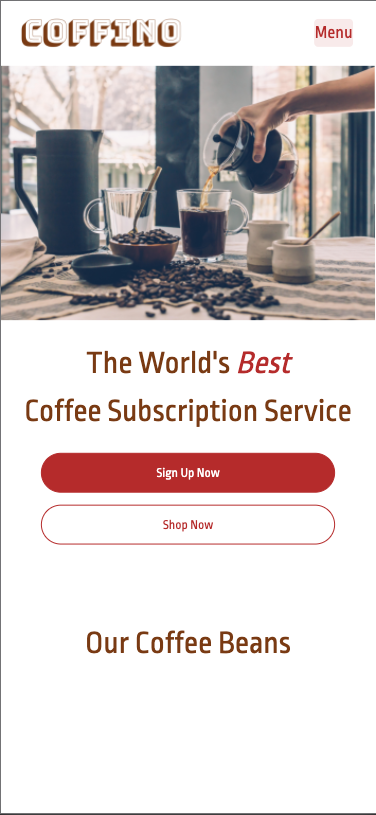 COFFINO
Menu
The World's Best
Coffee Subscription Service
Sign Up Now
Shop Now
Our Coffee Beans